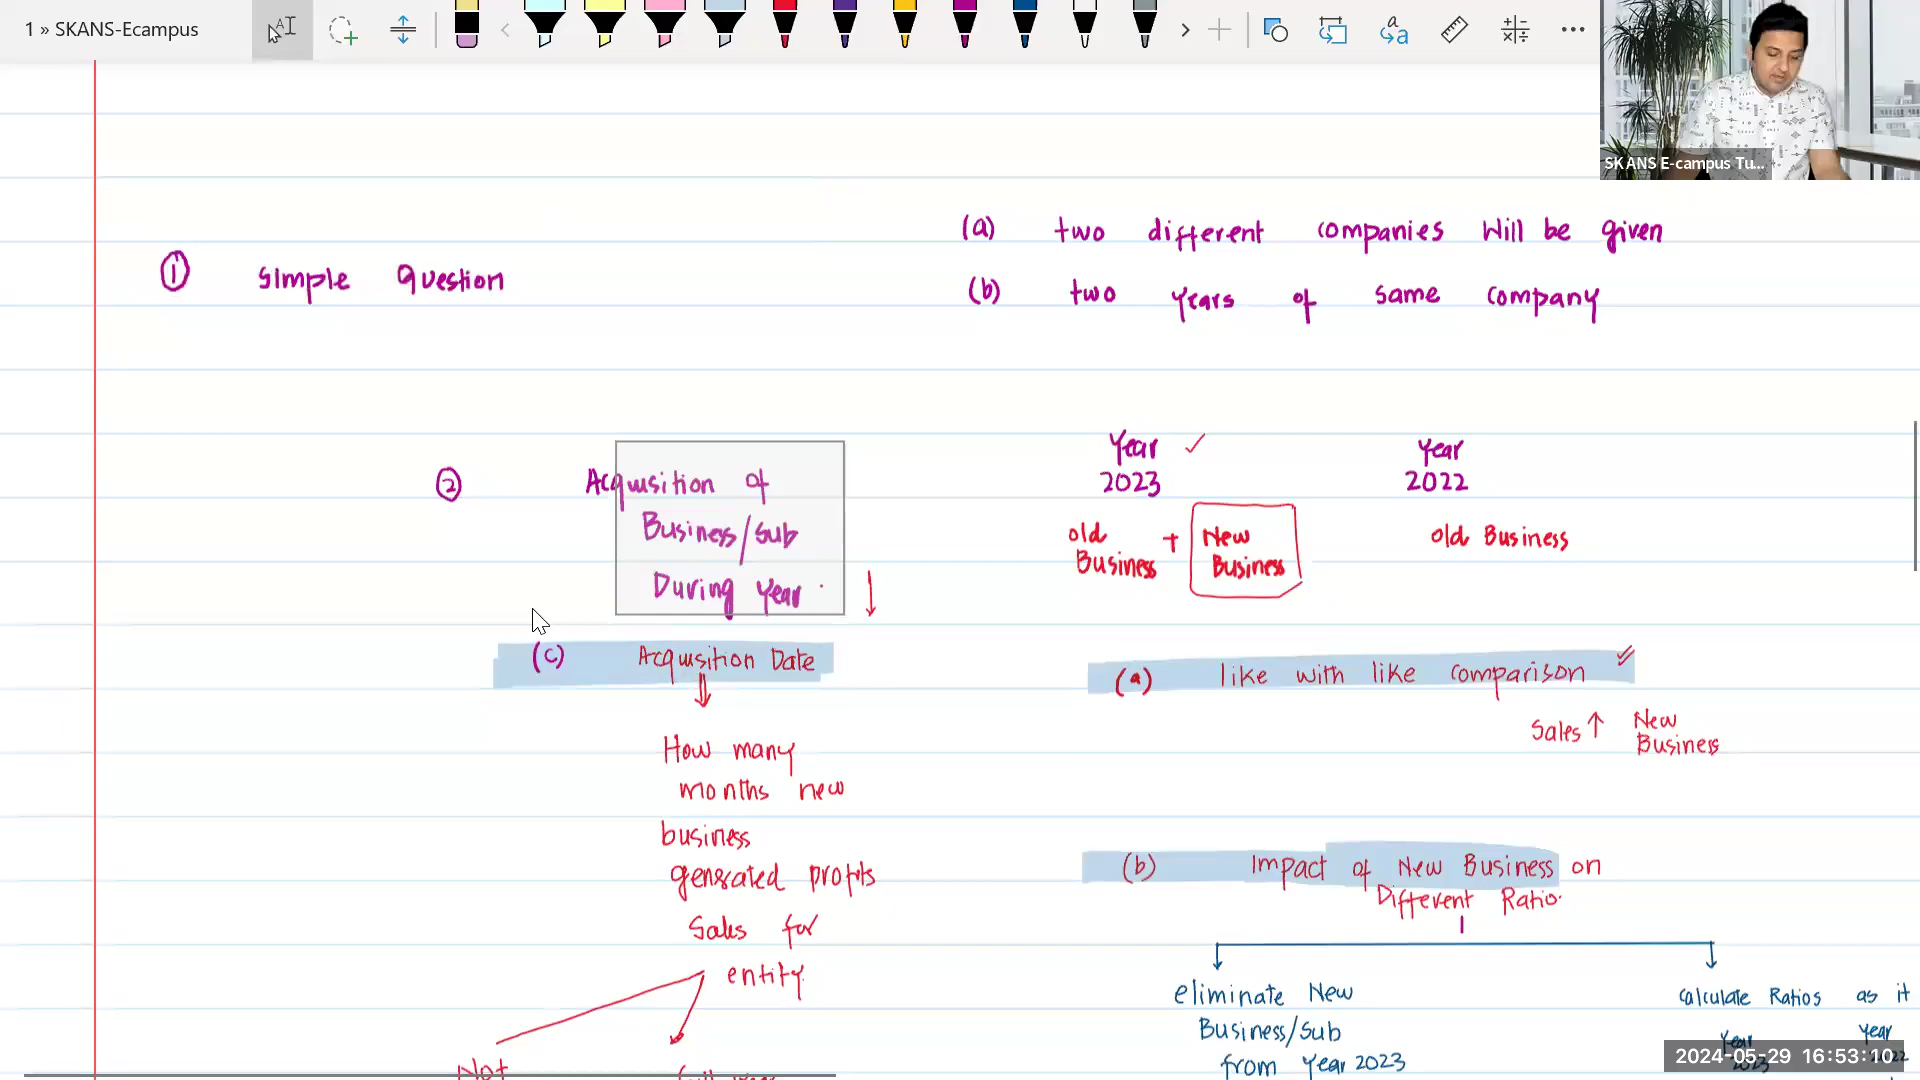 1 » SKANS-Ecampus
SKANS E-campus Tu...
(a) two different companies will be given
① Simple Question
(b) two years of same company
② Acquisition of
Business/Sub
During year.
Year 2023
Year 2022
old Business + New Business
old Business
(c) Acqusition Date
(a) like with like comparison
Sales ↑ New Business
How many
months new
business
generated profits
Sales for
entity
(b) Impact of New Business on
Different Ratio.
eliminate New
Business/Sub
from year 2023
Calculate Ratios as it
year
Not
2024-05-29 16:53:10